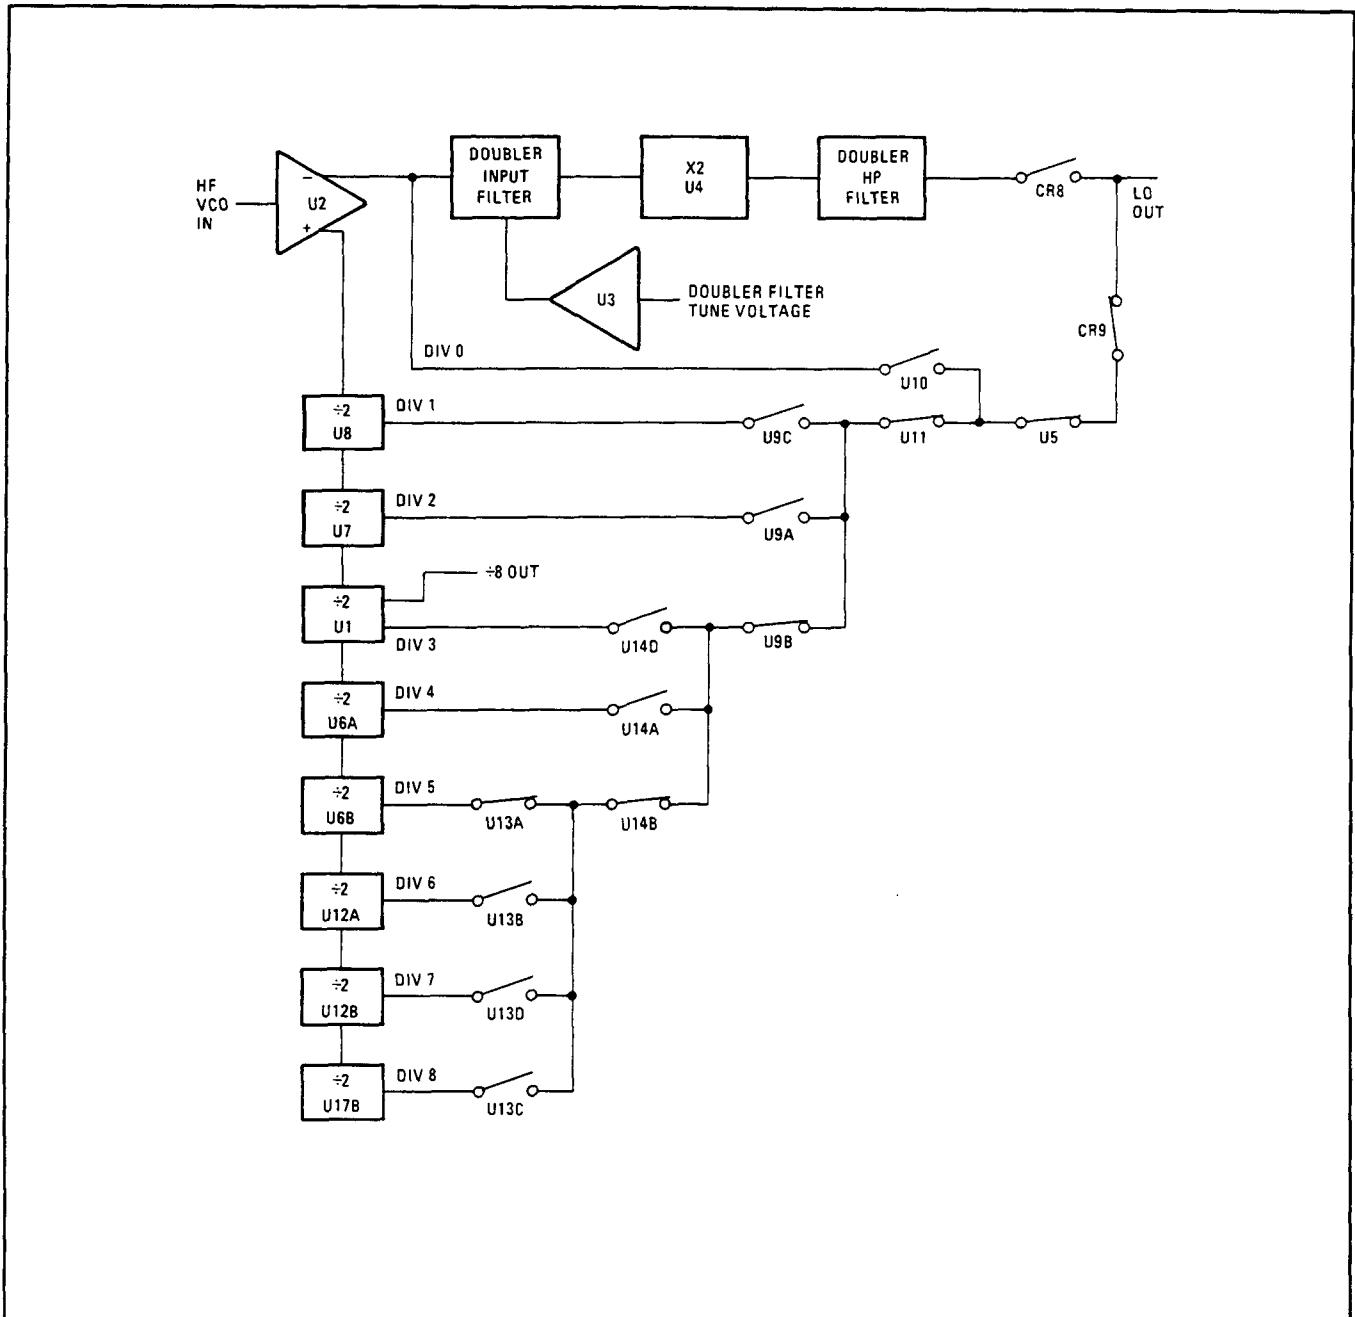 DOUBLER
INPUT
FILTER
X2
U4
DOUBLER
HP
FILTER
HF
VCO
IN
−
U2
+
CR8
LO
OUT
U3
DOUBLER FILTER
TUNE VOLTAGE
CR9
DIV 0
U10
÷2
U8
DIV 1
U9C
U11
U5
÷2
U7
DIV 2
U9A
÷8 OUT
÷2
U1
DIV 3
U14D
U9B
÷2
U6A
DIV 4
U14A
÷2
U6B
DIV 5
U13A
U14B
÷2
U12A
DIV 6
U13B
÷2
U12B
DIV 7
U13D
÷2
U17B
DIV 8
U13C